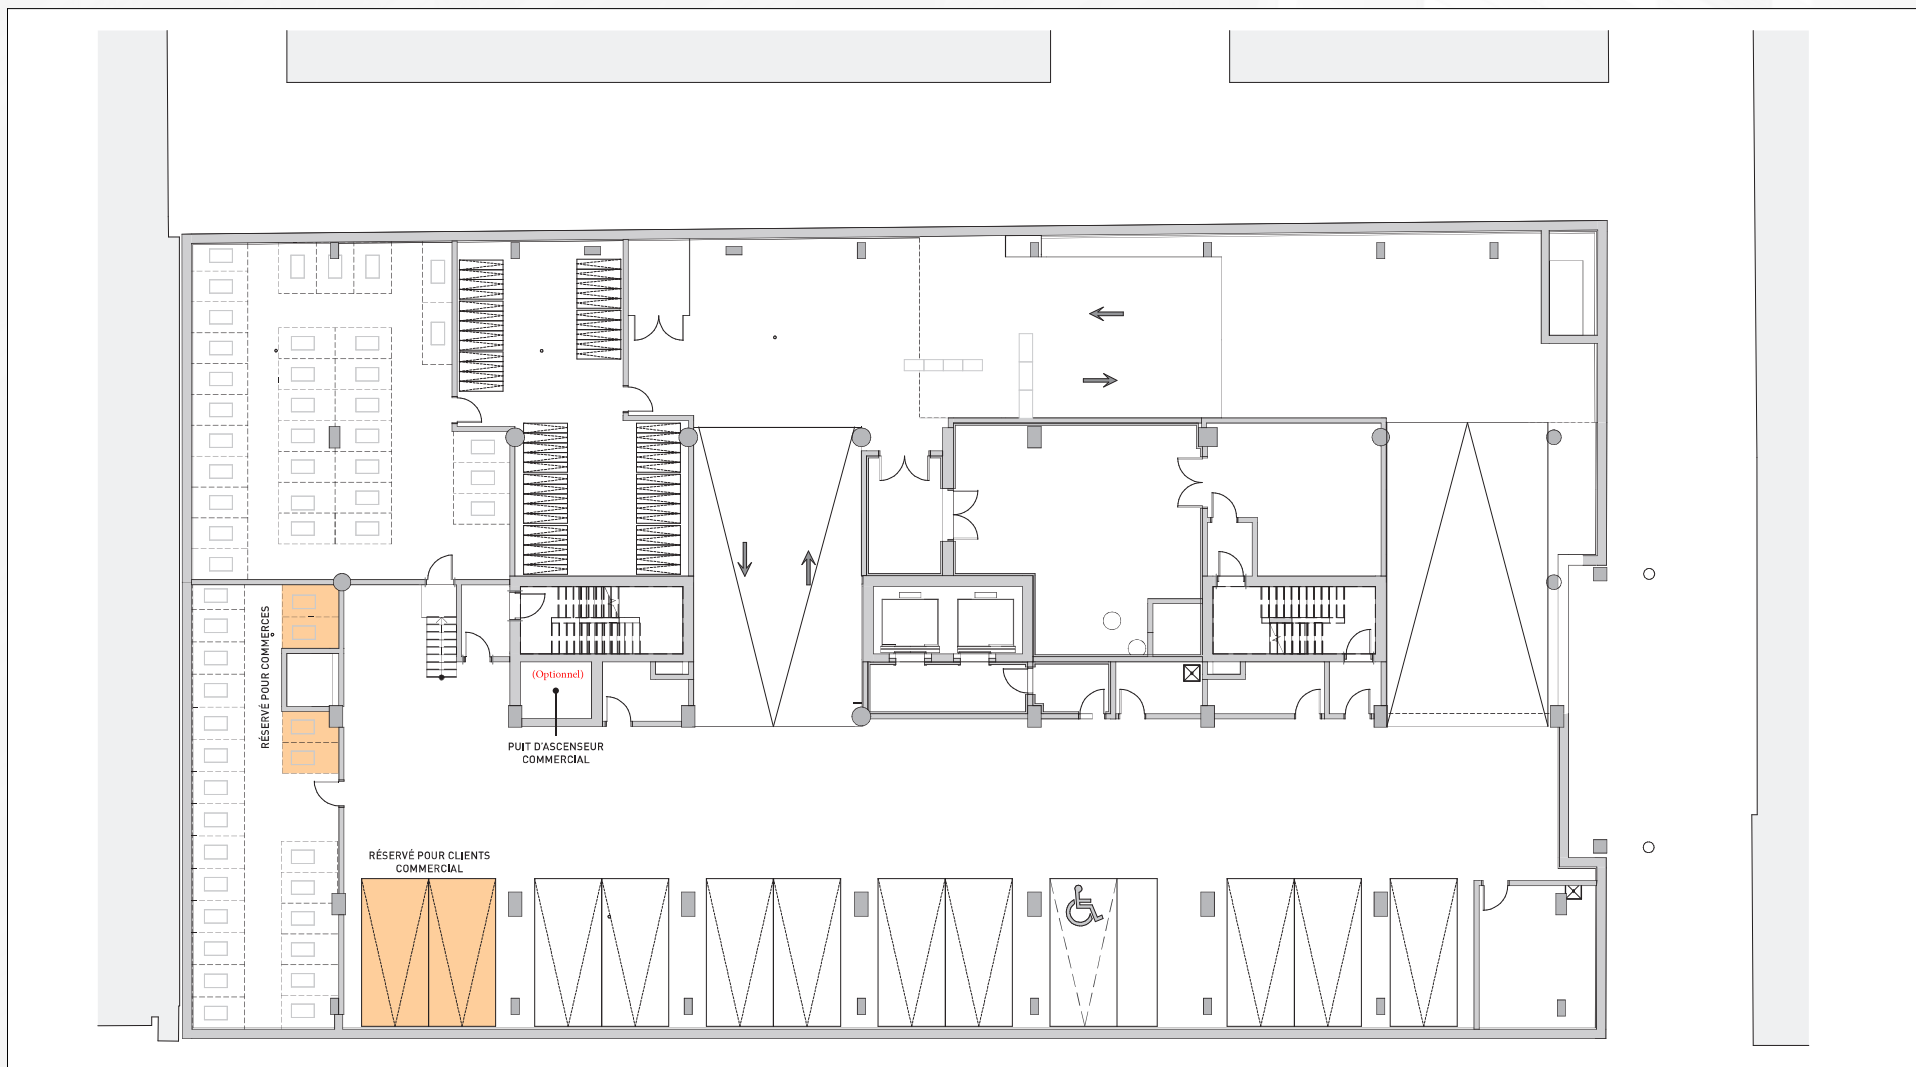 RÉSERVÉ POUR COMMERCES
(Optionnel)
PUIT D'ASCENSEUR
COMMERCIAL
RÉSERVÉ POUR CLIENTS
COMMERCIAL